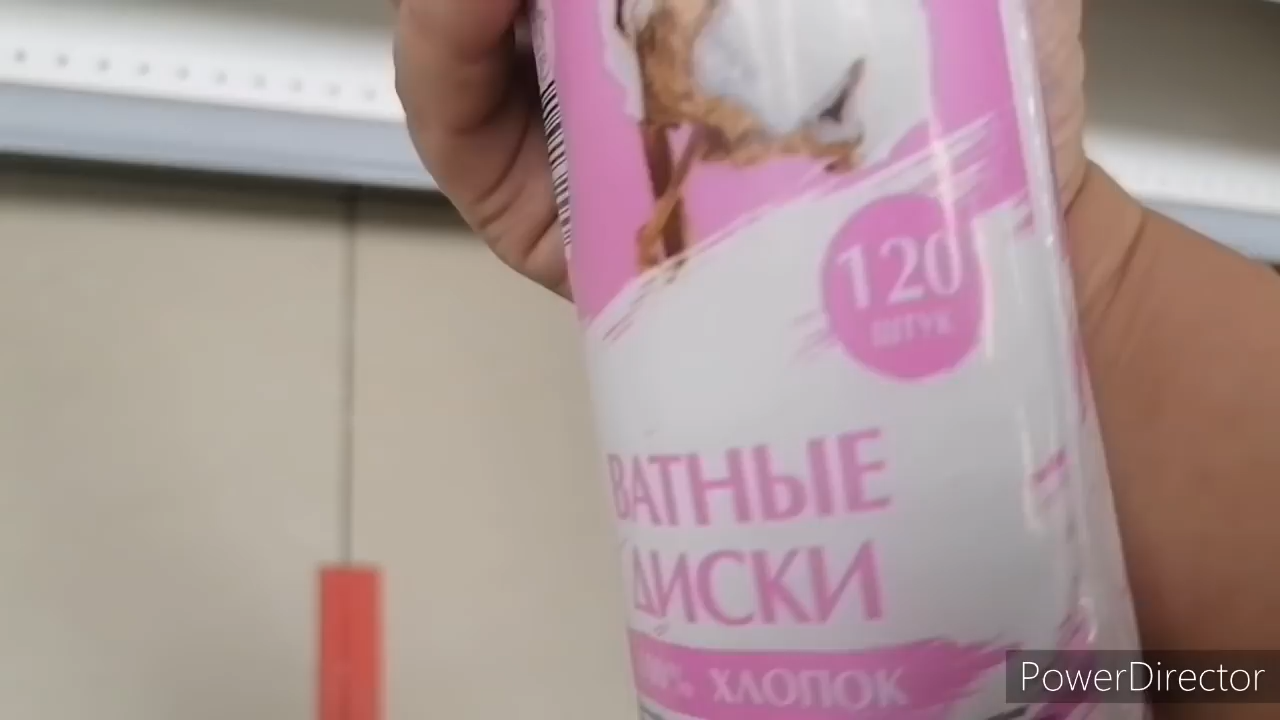 120
ШТУК
ВАТНЫЕ
ДИСКИ
ХЛОПОК
PowerDirector